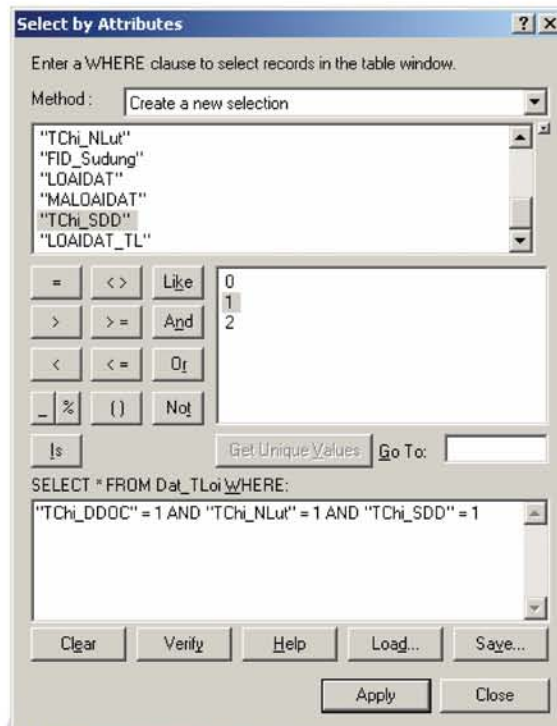 Select by Attributes ? ×
Enter a WHERE clause to select records in the table window.
Method : Create a new selection
"TChi_NLut"
"FID_Sudung"
"LOAIDAT"
"MALOAIDAT"
"TChi_SDD"
"LOAIDAT_TL"
= < > Like
> > = And
< < = Or
_ % ( ) Not
Is
0
1
2
Get Unique Values Go To:
SELECT * FROM Dat_TLoi WHERE:
"TChi_DDOC" = 1 AND "TChi_NLut" = 1 AND "TChi_SDD" = 1
Clear Verify Help Load... Save...
Apply Close